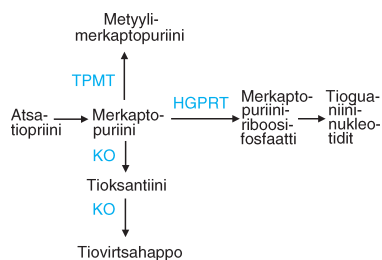 Metyyli-
merkaptopuriini
TPMT
HGPRT
Atsa-
tiopriini
Merkapto-
puriini
Merkapto-
puriini-
riboosi-
fosfaatti
Tiogua-
niini-
nukleo-
tidit
KO
Tioksantiini
KO
Tiovirtsahappo